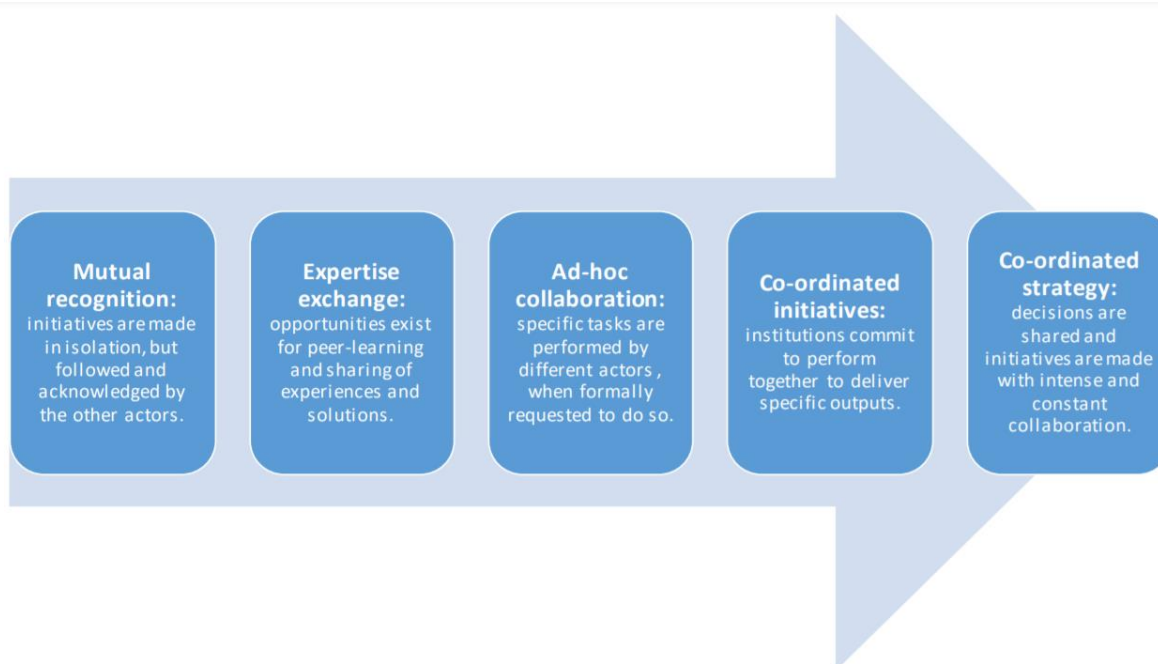 Mutual
recognition:
initiatives are made
in isolation, but
followed and
acknowledged by
the other actors.
Expertise
exchange:
opportunities exist
for peer-learning
and sharing of
experiences and
solutions.
Ad-hoc
collaboration:
specific tasks are
performed by
different actors ,
when formally
requested to do so.
Co-ordinated
initiatives:
institutions commit
to perform
together to deliver
specific outputs.
Co-ordinated
strategy:
decisions are
shared and
initiatives are made
with intense and
constant
collaboration.